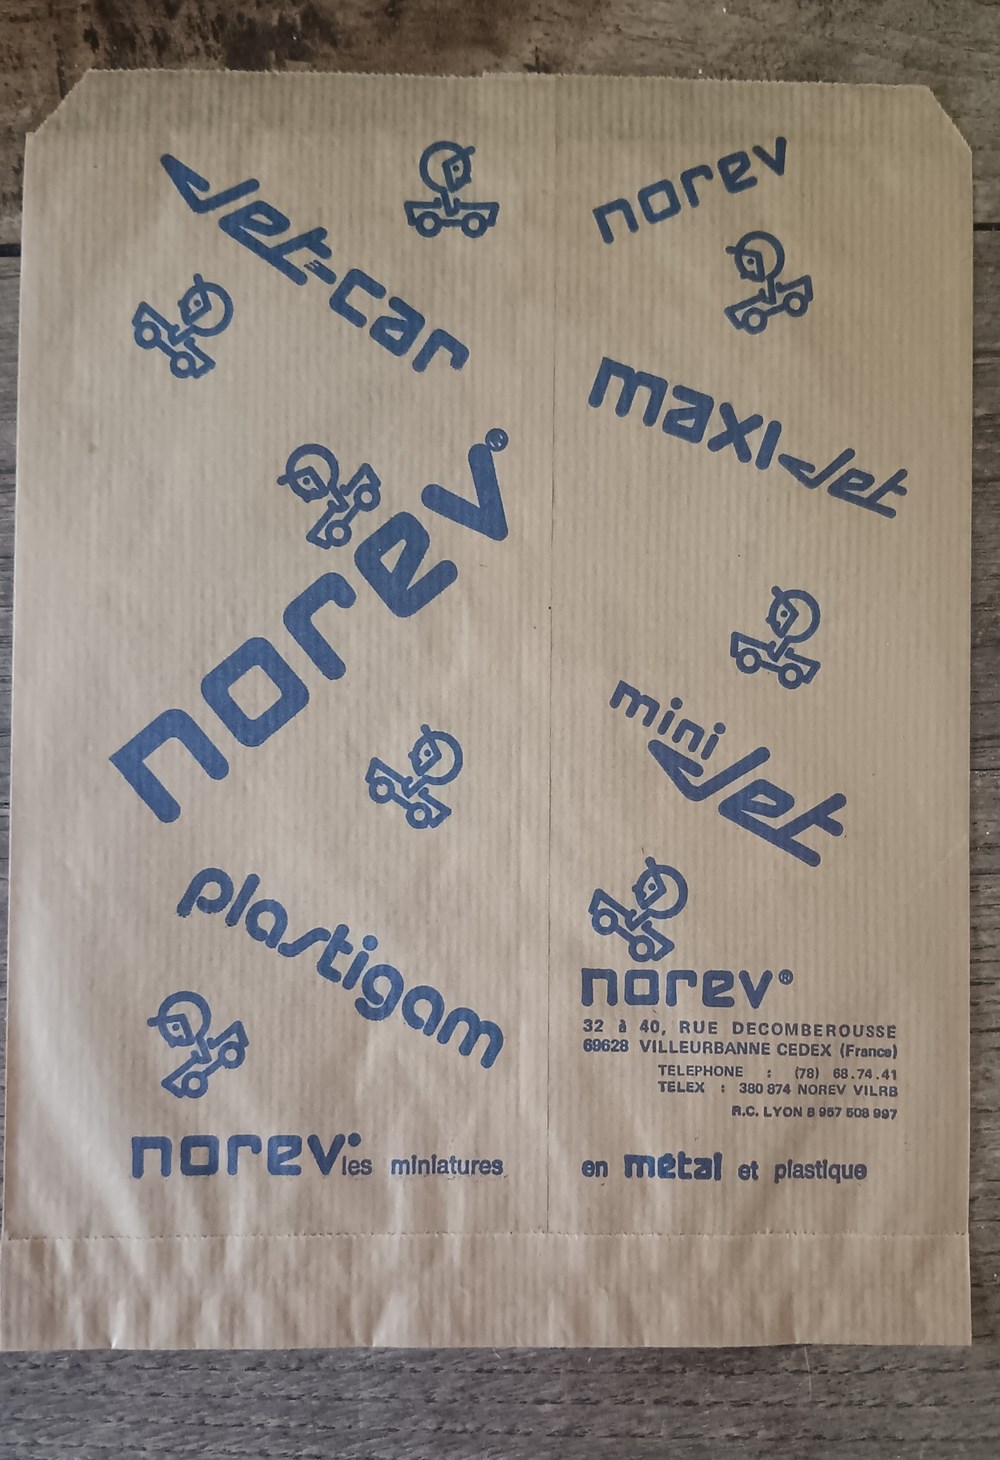 Jet-car
norev
maxi-Jet
norev®
mini
Jet
plastigam
norev®
32 à 40, RUE DECOMBEROUSSE
69628 VILLEURBANNE CEDEX (France)
TELEPHONE : (78) 68.74.41
TELEX : 380 874 NOREV VILRB
R.C. LYON B 957 508 997
norev® les miniatures en métal et plastique